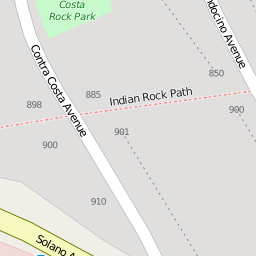 Costa
Rock Park
docino Avenue
850
885
Indian Rock Path
898
900
Contra Costa Avenue
901
900
910
Solano A